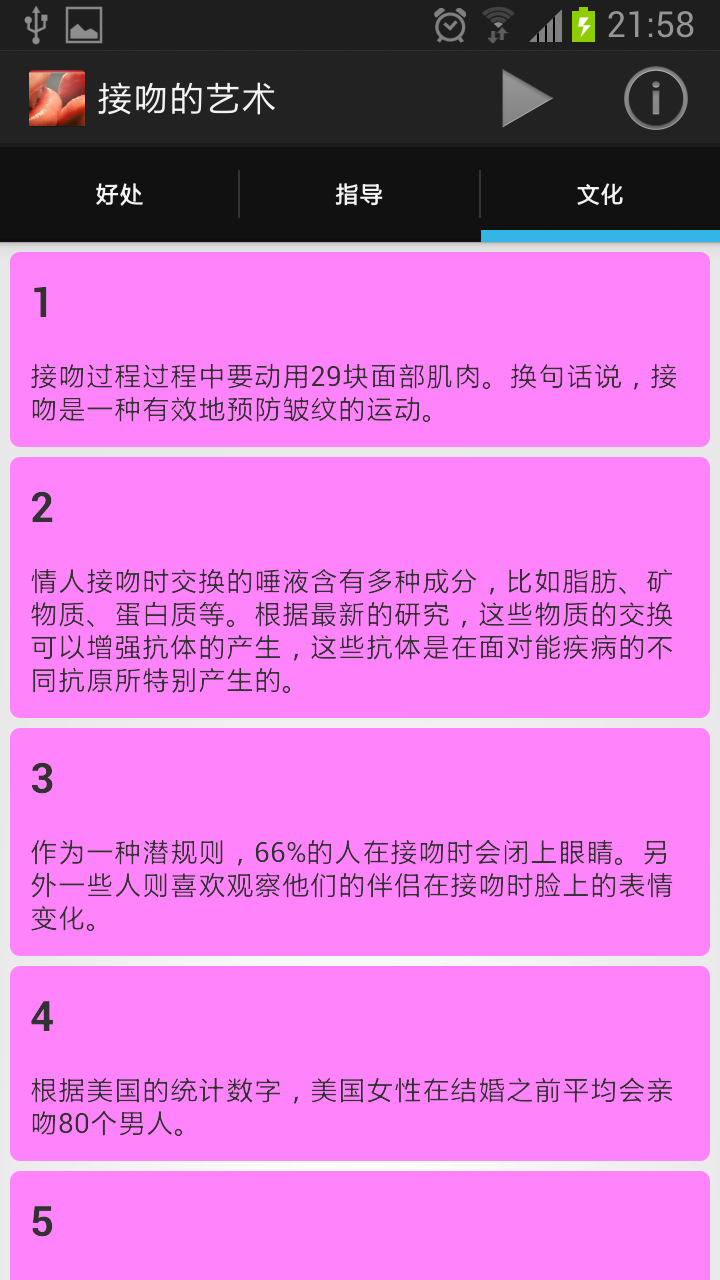 21:58
接吻的艺术
好处
指导
文化
1
接吻过程过程中要动用29块面部肌肉。换句话说，接
吻是一种有效地预防皱纹的运动。
2
情人接吻时交换的唾液含有多种成分，比如脂肪、矿
物质、蛋白质等。根据最新的研究，这些物质的交换
可以增强抗体的产生，这些抗体是在面对能疾病的不
同抗原所特别产生的。
3
作为一种潜规则，66%的人在接吻时会闭上眼睛。另
外一些人则喜欢观察他们的伴侣在接吻时脸上的表情
变化。
4
根据美国的统计数字，美国女性在结婚之前平均会亲
吻80个男人。
5